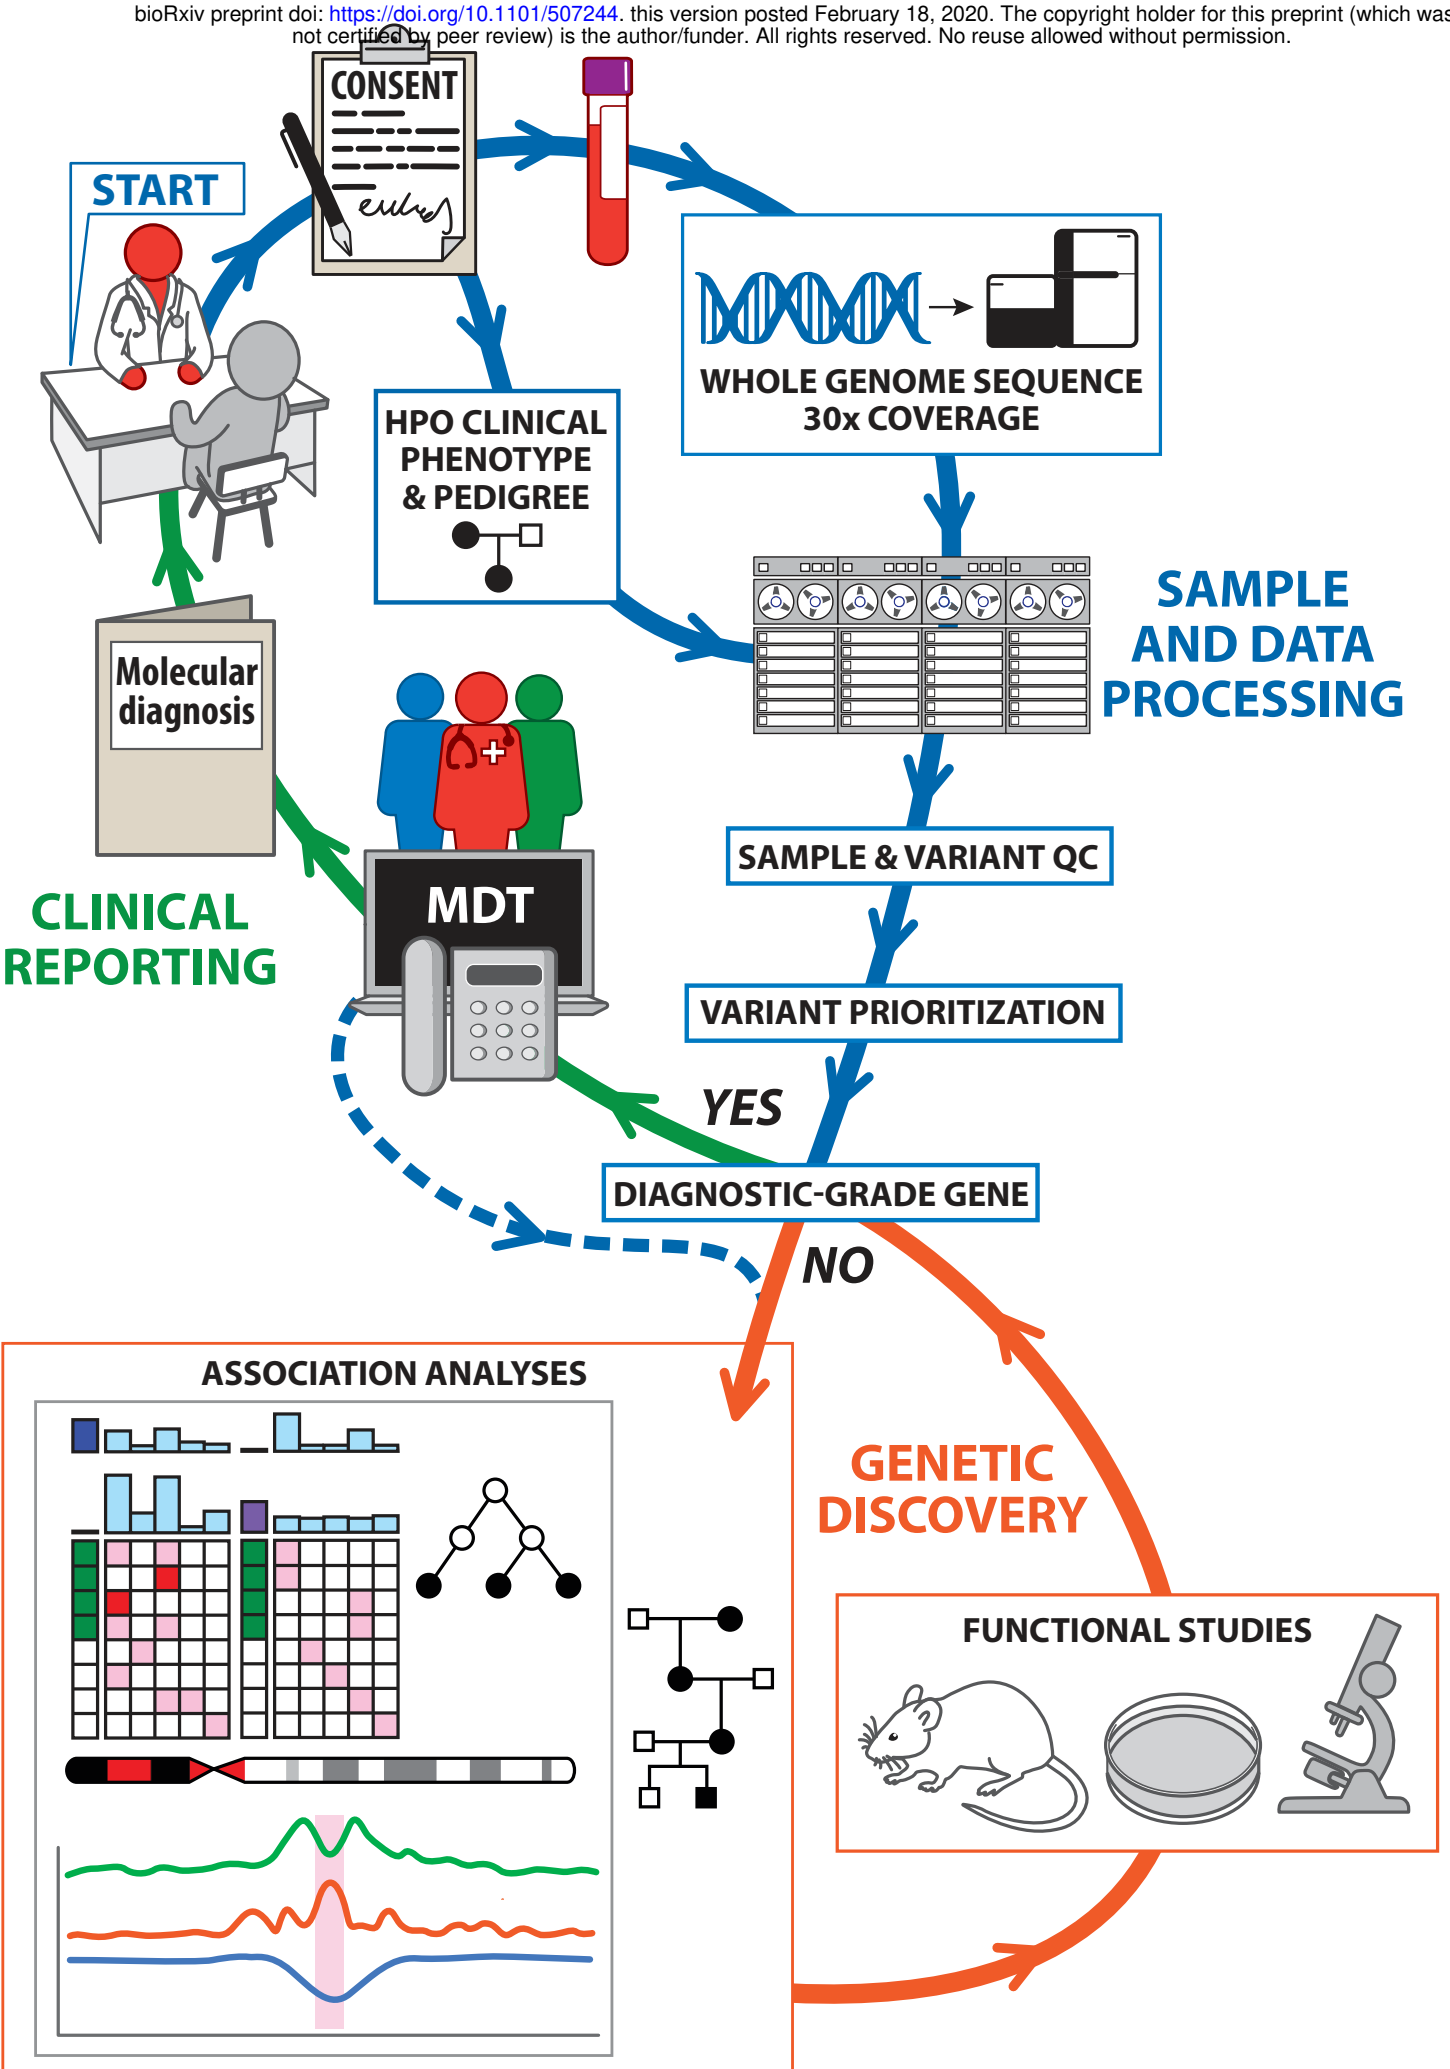 bioRxiv preprint doi: https://doi.org/10.1101/507244. this version posted February 18, 2020. The copyright holder for this preprint (which was
not certified by peer review) is the author/funder. All rights reserved. No reuse allowed without permission.
CONSENT
START
WHOLE GENOME SEQUENCE
30x COVERAGE
HPO CLINICAL
PHENOTYPE
& PEDIGREE
SAMPLE
AND DATA
PROCESSING
Molecular
diagnosis
SAMPLE & VARIANT QC
MDT
CLINICAL
REPORTING
VARIANT PRIORITIZATION
YES
DIAGNOSTIC-GRADE GENE
NO
ASSOCIATION ANALYSES
GENETIC
DISCOVERY
FUNCTIONAL STUDIES